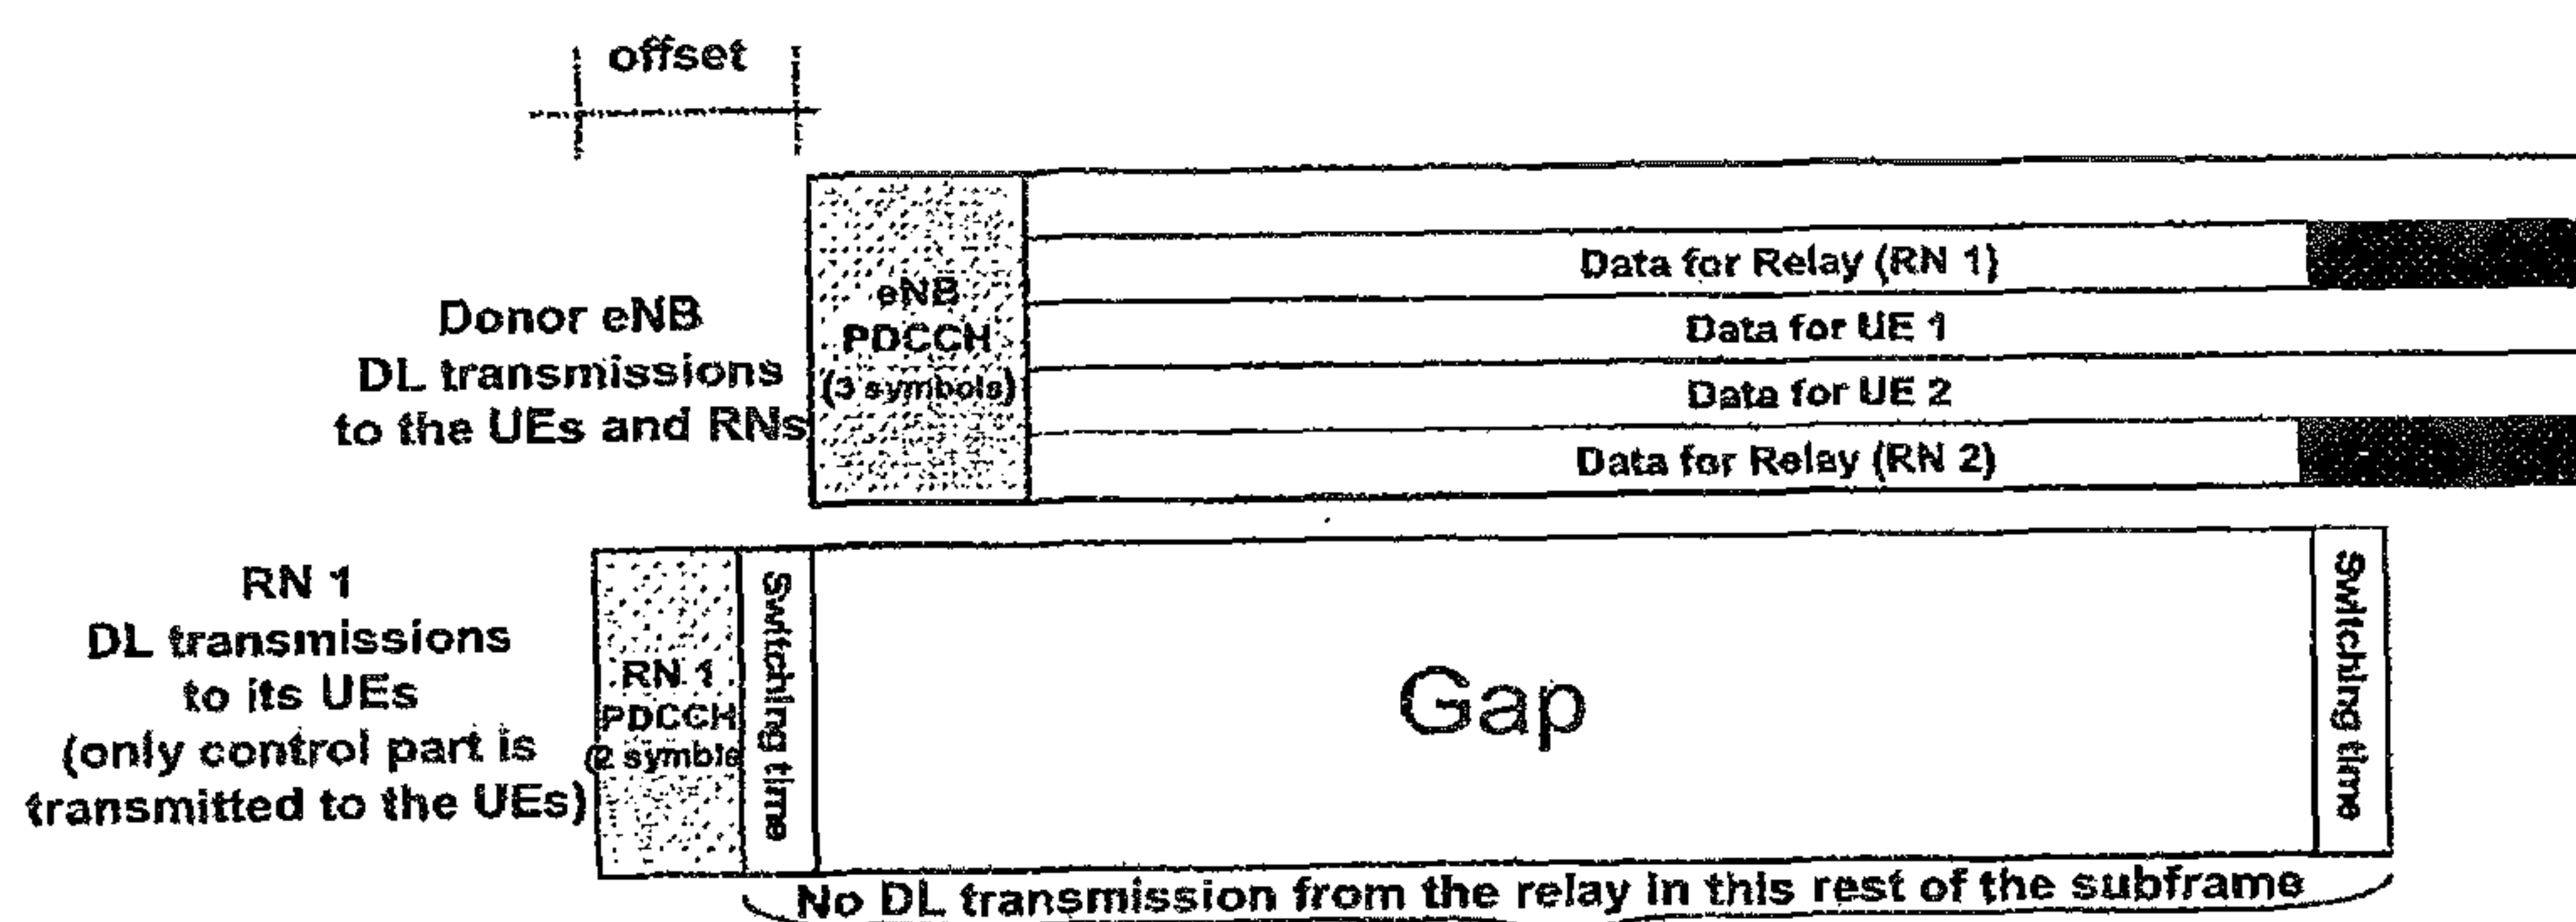 offset
Donor eNB
DL transmissions
to the UEs and RNs
eNB
PDCCH
(3 symbols)
Data for Relay (RN 1)
Data for UE 1
Data for UE 2
Data for Relay (RN 2)
RN 1
DL transmissions
to its UEs
(only control part is
transmitted to the UEs)
RN 1
PDCCH
(2 symbls
Switching time
Gap
Switching time
No DL transmission from the relay in this rest of the subframe